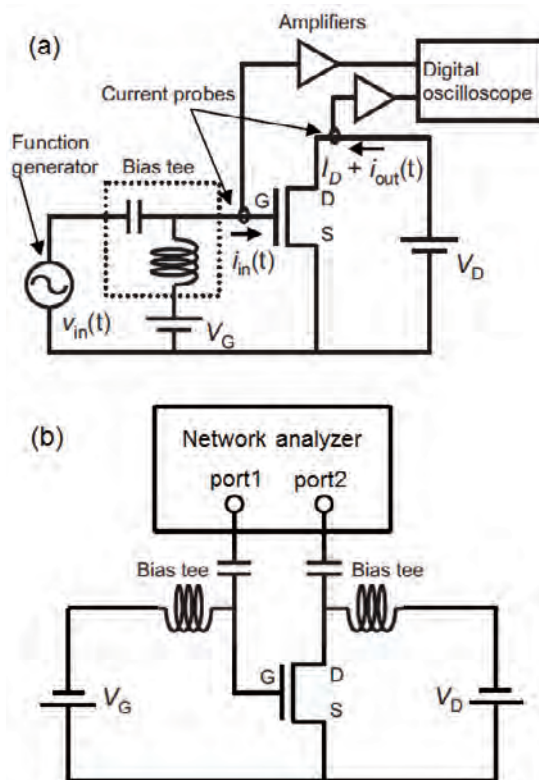 (a)
Amplifiers
Digital
oscilloscope
Current probes
Function
generator
Bias tee
I_D + i_out(t)
G
D
S
i_in(t)
V_D
v_in(t)
V_G
(b)
Network analyzer
port1 port2
Bias tee
Bias tee
G
D
S
V_G
V_D